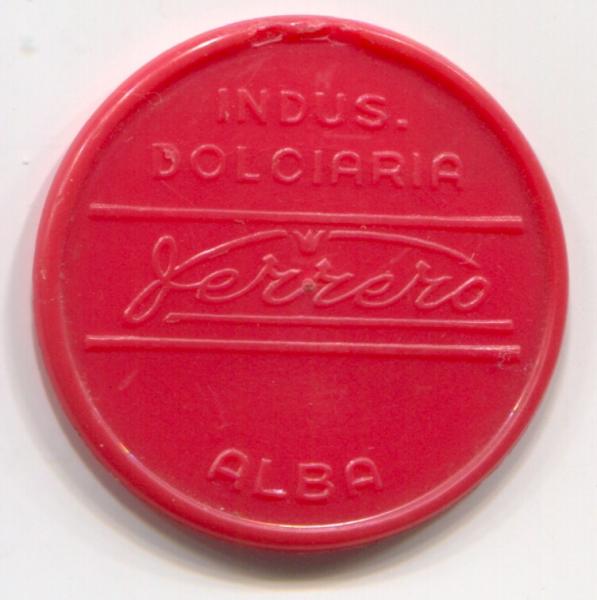 INDUS.
DOLCIARIA
Ferrero
ALBA